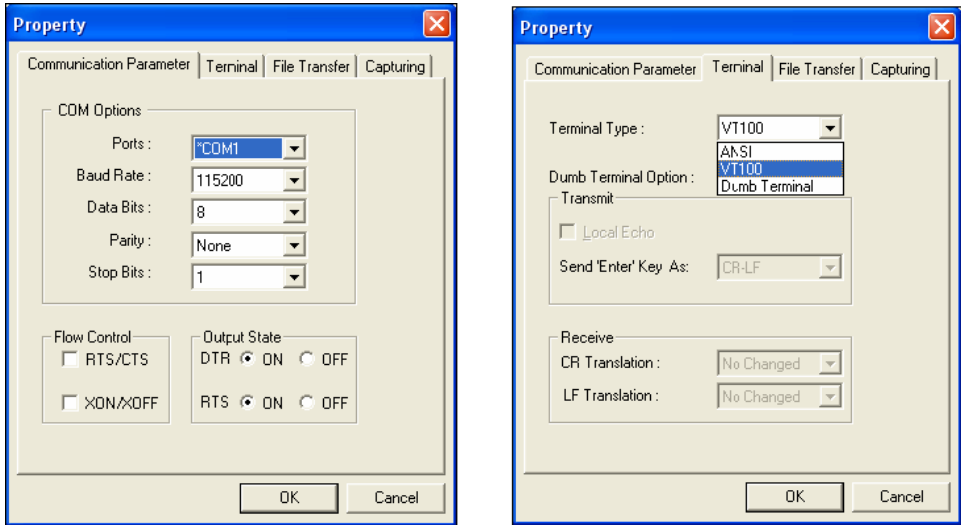 Property
Communication Parameter Terminal File Transfer Capturing
COM Options
Ports : *COM1
Baud Rate : 115200
Data Bits : 8
Parity : None
Stop Bits : 1
Flow Control
RTS/CTS
XON/XOFF
Output State
DTR ON OFF
RTS ON OFF
OK Cancel
Property
Communication Parameter Terminal File Transfer Capturing
Terminal Type : VT100
ANSI
VT100
Dumb Terminal
Dumb Terminal Option :
Transmit
Local Echo
Send 'Enter' Key As: CR-LF
Receive
CR Translation : No Changed
LF Translation : No Changed
OK Cancel